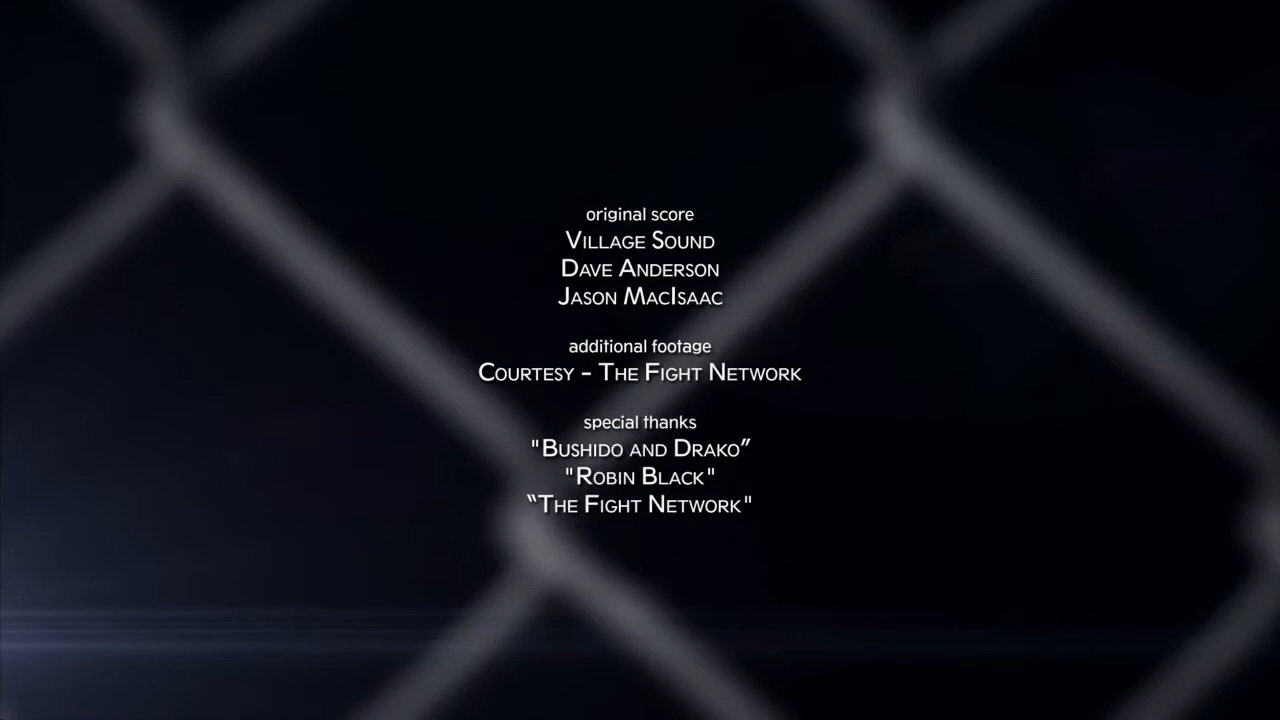 original score
Village Sound
Dave Anderson
Jason MacIsaac
additional footage
Courtesy - The Fight Network
special thanks
"Bushido and Drako”
"Robin Black"
“The Fight Network"